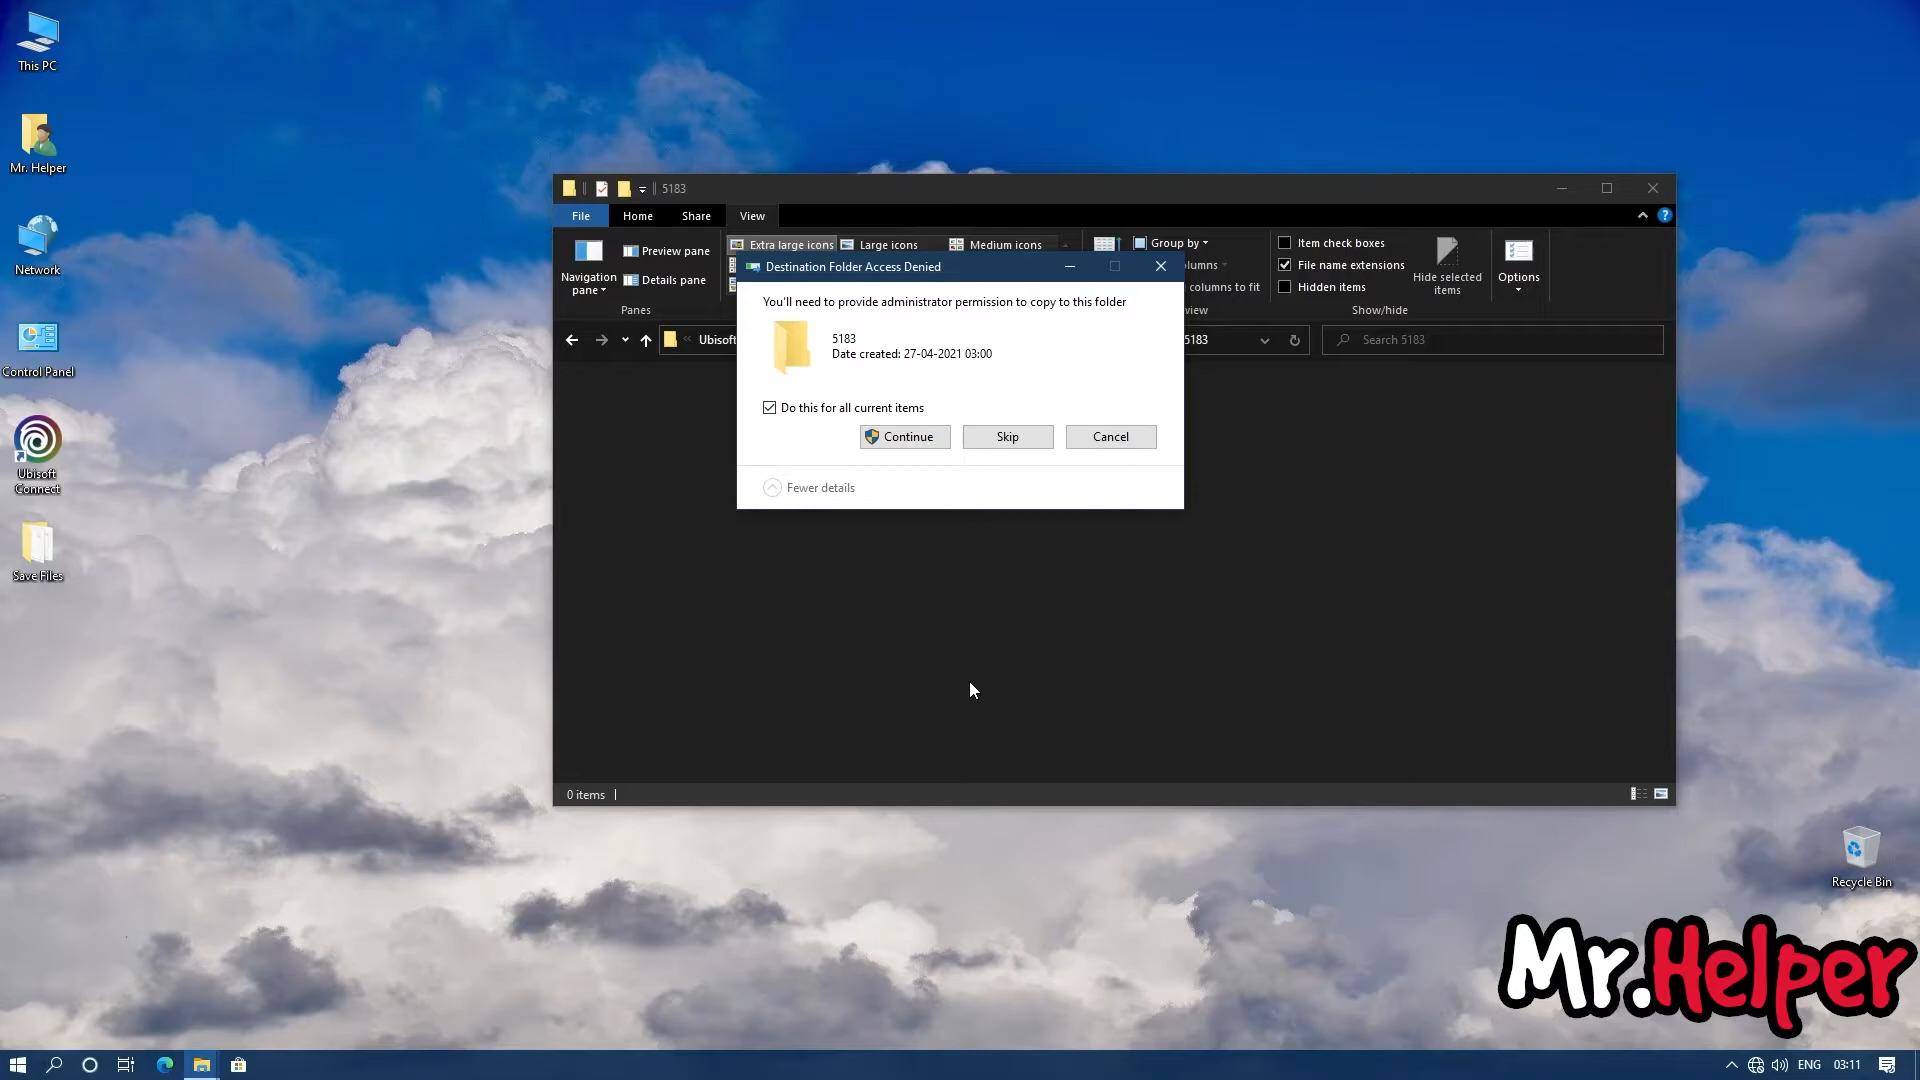 This PC
Mr. Helper
Network
Control Panel
Ubisoft
Connect
Save Files
5183
File Home Share View
Navigation
pane
Preview pane
Details pane
Panes
Extra large icons Large icons Medium icons
Group by
columns to fit
Item check boxes
File name extensions
Hidden items
Hide selected
items
Show/hide
Options
Ubisoft
5183
Search 5183
Destination Folder Access Denied
You'll need to provide administrator permission to copy to this folder
5183
Date created: 27-04-2021 03:00
Do this for all current items
Continue Skip Cancel
Fewer details
0 items
Recycle Bin
Mr.Helper
ENG 03:11